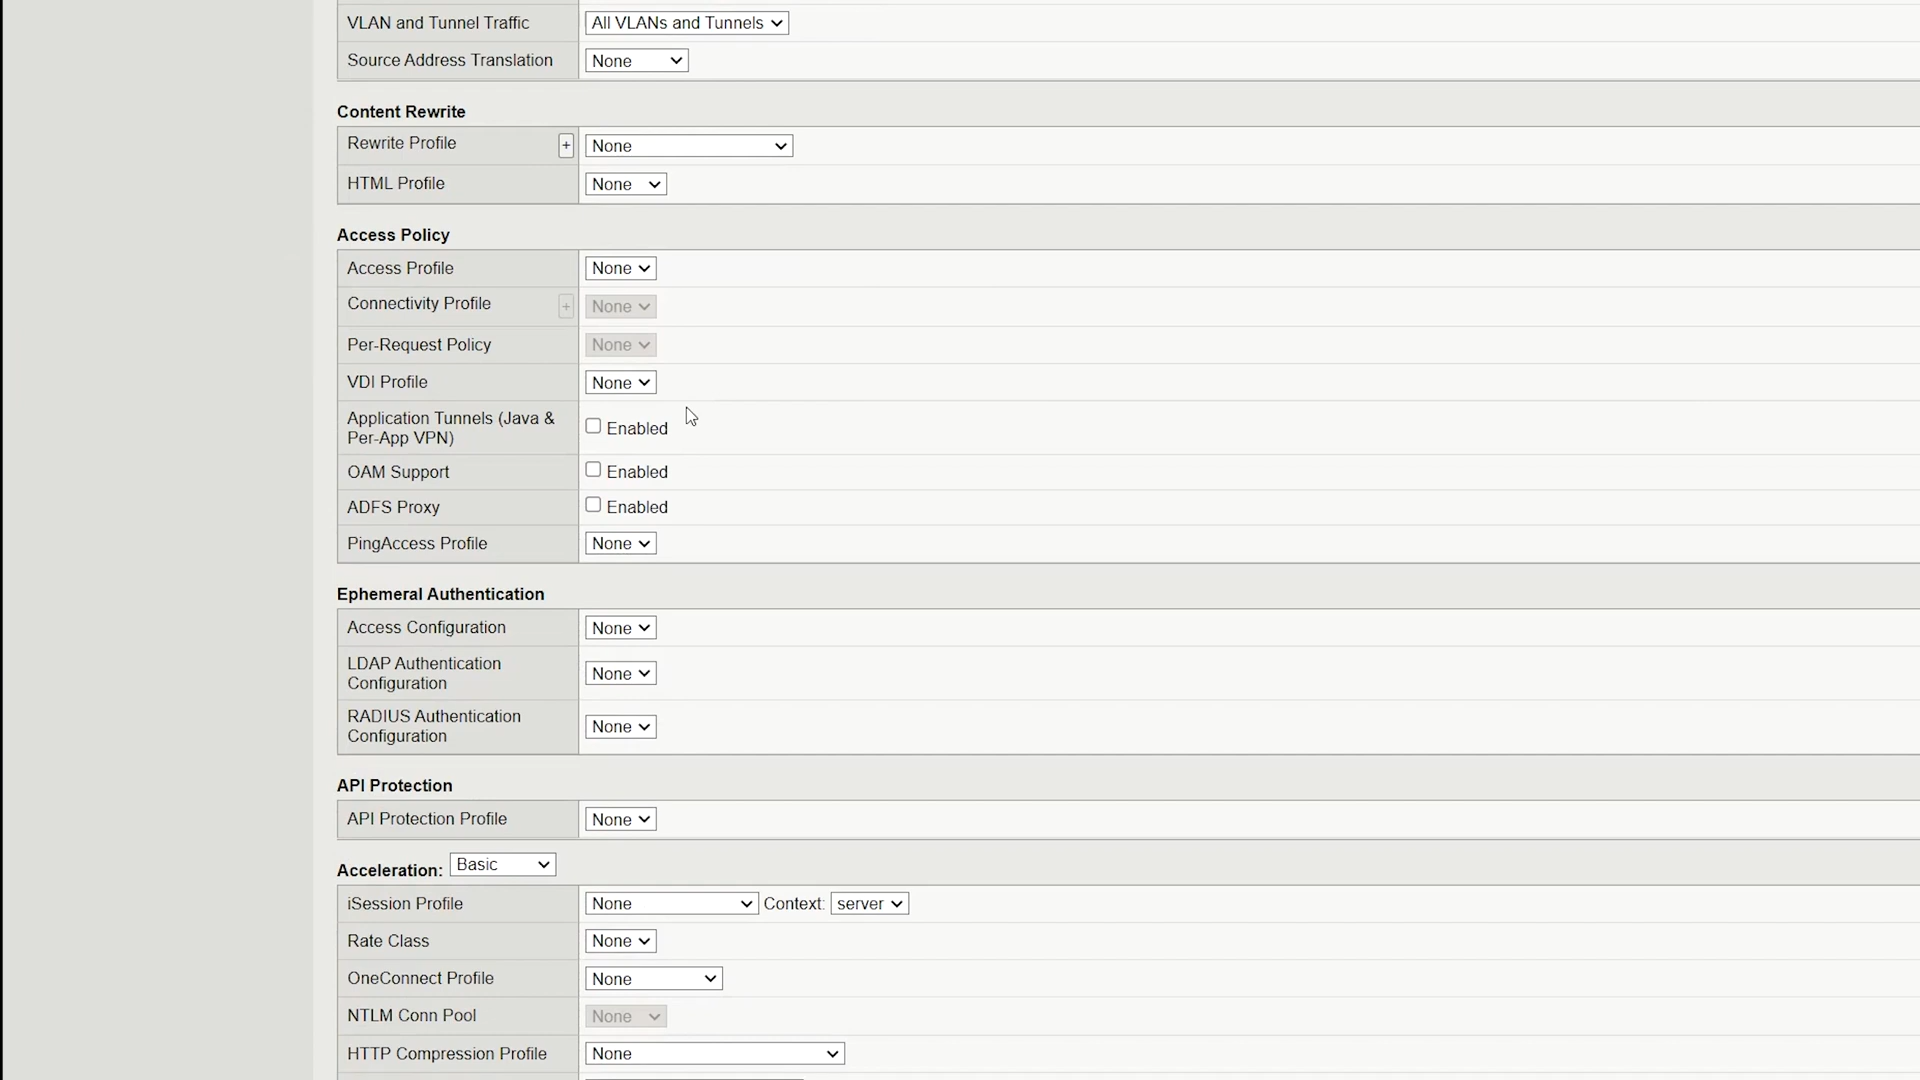 VLAN and Tunnel Traffic All VLANs and Tunnels
Source Address Translation None
Content Rewrite
Rewrite Profile + None
HTML Profile None
Access Policy
Access Profile None
Connectivity Profile + None
Per-Request Policy None
VDI Profile None
Application Tunnels (Java &
Per-App VPN) Enabled
OAM Support Enabled
ADFS Proxy Enabled
PingAccess Profile None
Ephemeral Authentication
Access Configuration None
LDAP Authentication
Configuration None
RADIUS Authentication
Configuration None
API Protection
API Protection Profile None
Acceleration: Basic
iSession Profile None Context: server
Rate Class None
OneConnect Profile None
NTLM Conn Pool None
HTTP Compression Profile None